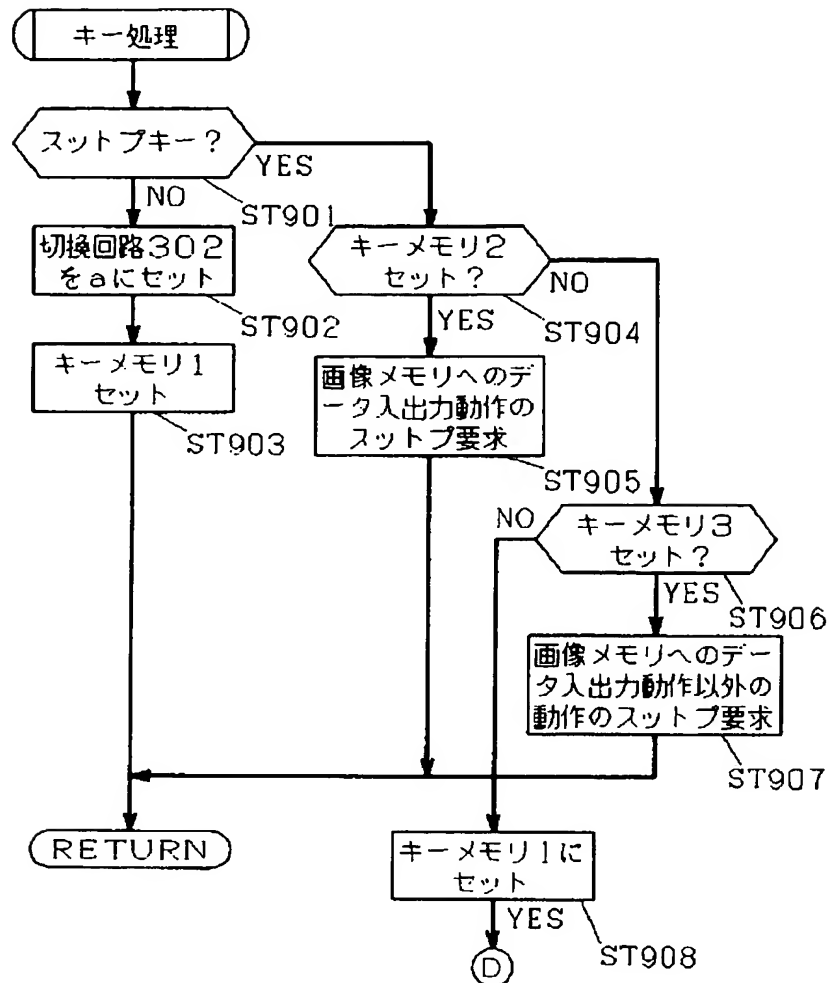 キー処理
スットプキー？
YES
NO
ST901
切換回路302
をaにセット
ST902
キーメモリ1
セット
ST903
キーメモリ2
セット？
NO
YES
ST904
画像メモリへのデ
ータ入出力動作の
スットプ要求
ST905
NO
キーメモリ3
セット？
YES
ST906
画像メモリへのデー
タ入出力動作以外の
動作のスットプ要求
ST907
RETURN
キーメモリ1に
セット
YES
ST908
D